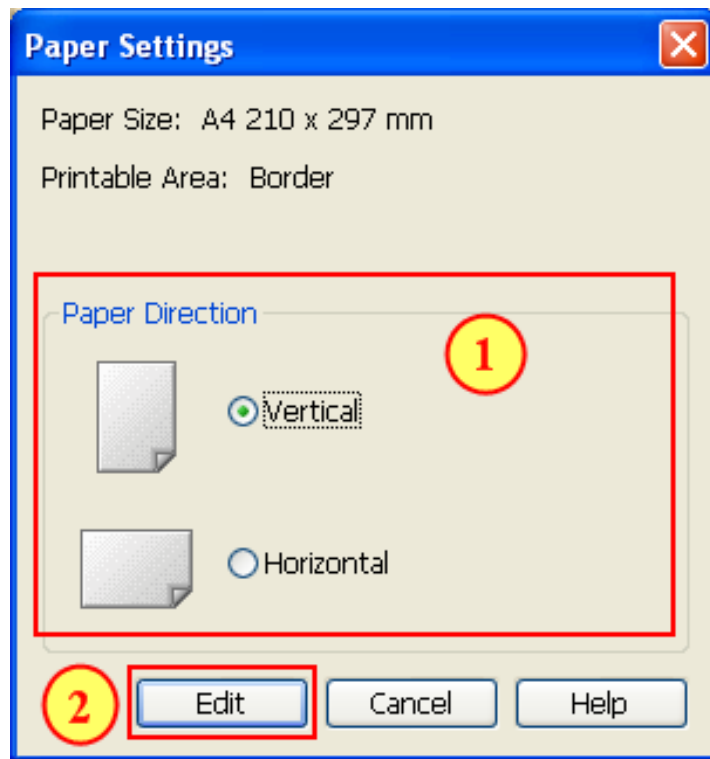 Paper Settings
Paper Size: A4 210 x 297 mm
Printable Area: Border
Paper Direction
1
Vertical
Horizontal
2 Edit Cancel Help